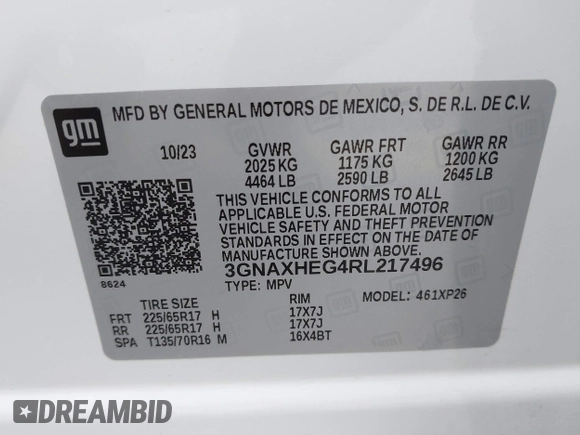 gm
MFD BY GENERAL MOTORS DE MEXICO, S. DE R.L. DE C.V.
10/23 GVWR GAWR FRT GAWR RR
2025 KG 1175 KG 1200 KG
4464 LB 2590 LB 2645 LB
THIS VEHICLE CONFORMS TO ALL
APPLICABLE U.S. FEDERAL MOTOR
VEHICLE SAFETY AND THEFT PREVENTION
STANDARDS IN EFFECT ON THE DATE OF
MANUFACTURE SHOWN ABOVE.
3GNAXHEG4RL217496
8624 TYPE: MPV MODEL: 461XP26
TIRE SIZE RIM
FRT 225/65R17 H 17X7J
RR 225/65R17 H 17X7J
SPA T135/70R16 M 16X4BT
DREAMBID